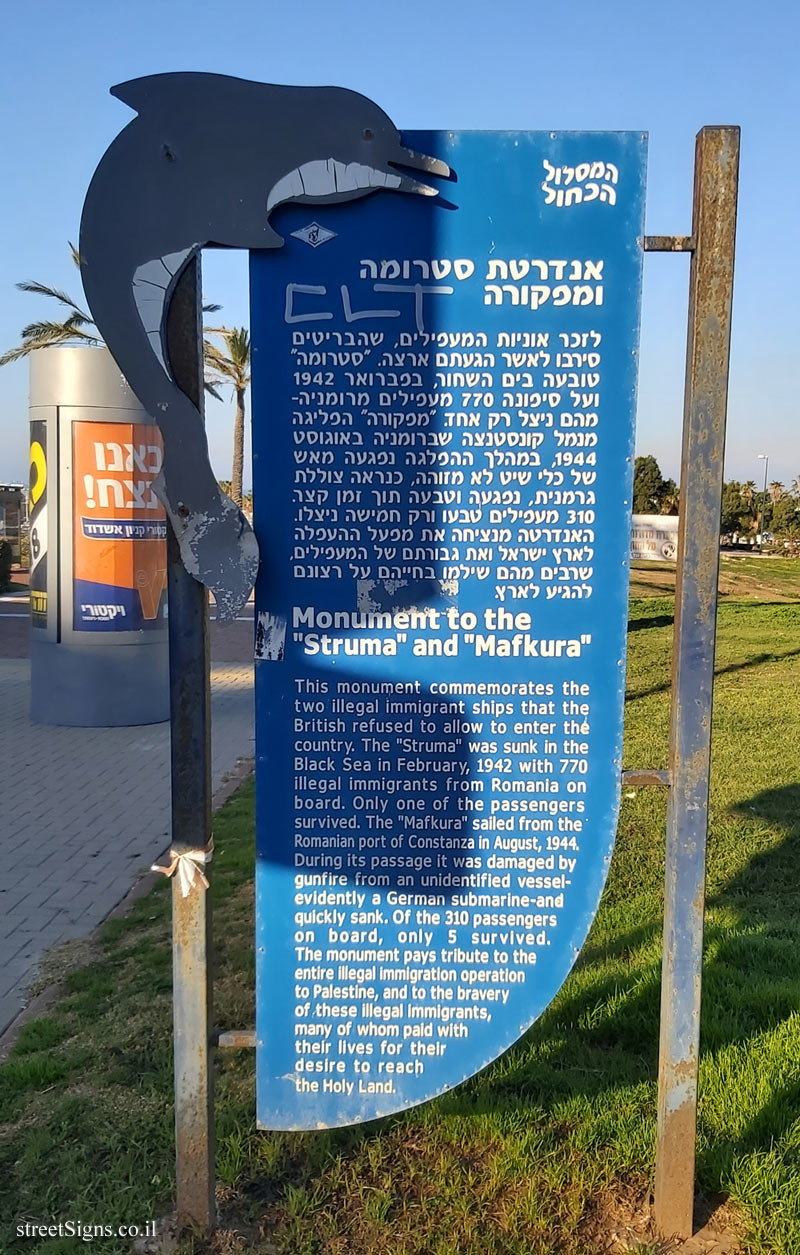 המסלול
הכחול
אנדרטת סטרומה
ומפקורה
CLT
לזכר אוניות המעפילים, שהבריטים
סירבו לאשר הגעתם ארצה. "סטרומה"
טובעה בים השחור, בפברואר 1942
ועל סיפונה 770 מעפילים מרומניה-
מהם ניצל רק אחד "מפקורה" הפליגה
מנמל קונסטנצה שברומניה באוגוסט
1944, במהלך ההפלגה נפגעה מאש
של כלי שיט לא מזוהה, כנראה צוללת
גרמנית, נפגעה וטבעה תוך זמן קצר.
310 מעפילים טבעו ורק חמישה ניצלו.
האנדרטה מנציחה את מפעל ההעפלה
לארץ ישראל ואת גבורתם של המעפילים,
שרבים מהם שילמו בחייהם על רצונם
להגיע לארץ.
Monument to the
"Struma" and "Mafkura"
This monument commemorates the
two illegal immigrant ships that the
British refused to allow to enter the
country. The "Struma" was sunk in the
Black Sea in February, 1942 with 770
illegal immigrants from Romania on
board. Only one of the passengers
survived. The "Mafkura" sailed from the
Romanian port of Constanza in August, 1944.
During its passage it was damaged by
gunfire from an unidentified vessel-
evidently a German submarine-and
quickly sank. Of the 310 passengers
on board, only 5 survived.
The monument pays tribute to the
entire illegal immigration operation
to Palestine, and to the bravery
of these illegal immigrants,
many of whom paid with
their lives for their
desire to reach
the Holy Land.
כאנו
נצח!
קניון אשדוד
ויקטורי
streetSigns.co.il